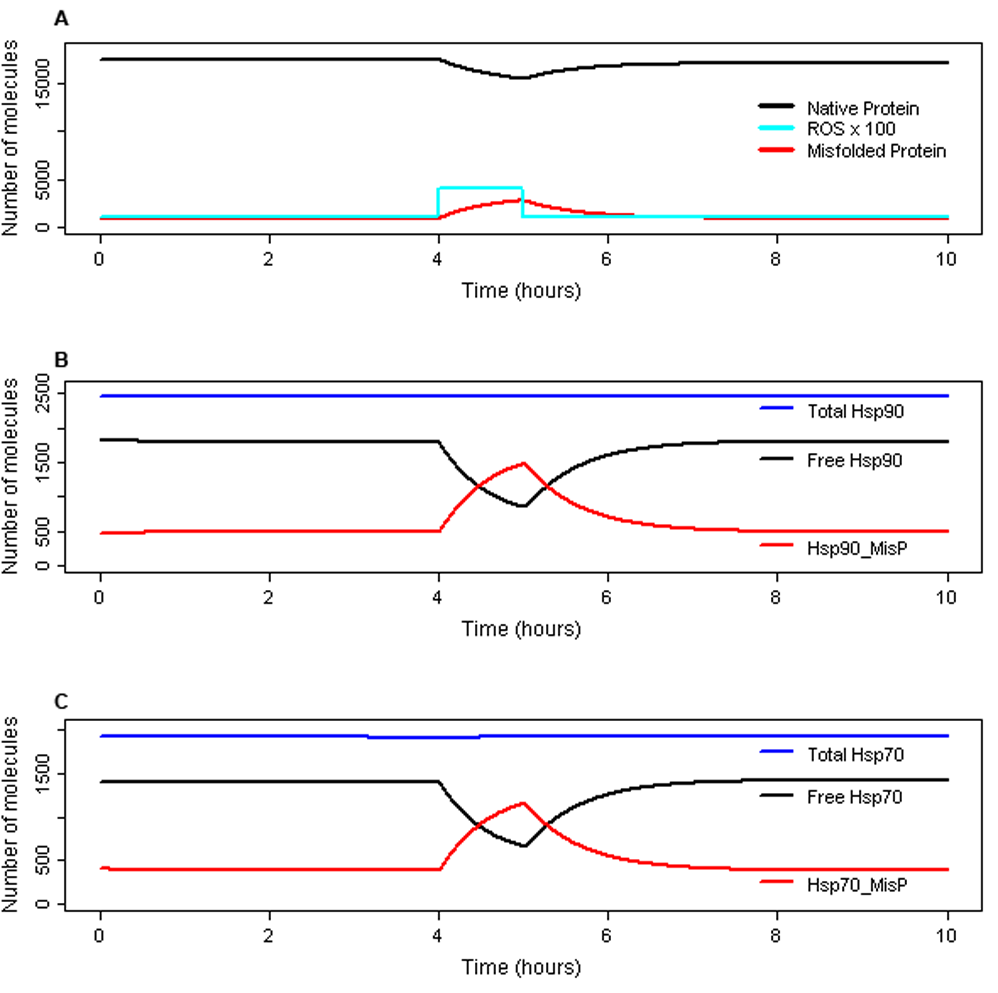 A
Number of molecules
15000
5000
0
Native Protein
ROS x 100
Misfolded Protein
0 2 4 6 8 10
Time (hours)
B
Number of molecules
2500
1500
500
0
Total Hsp90
Free Hsp90
Hsp90_MisP
0 2 4 6 8 10
Time (hours)
C
Number of molecules
1500
500
0
Total Hsp70
Free Hsp70
Hsp70_MisP
0 2 4 6 8 10
Time (hours)